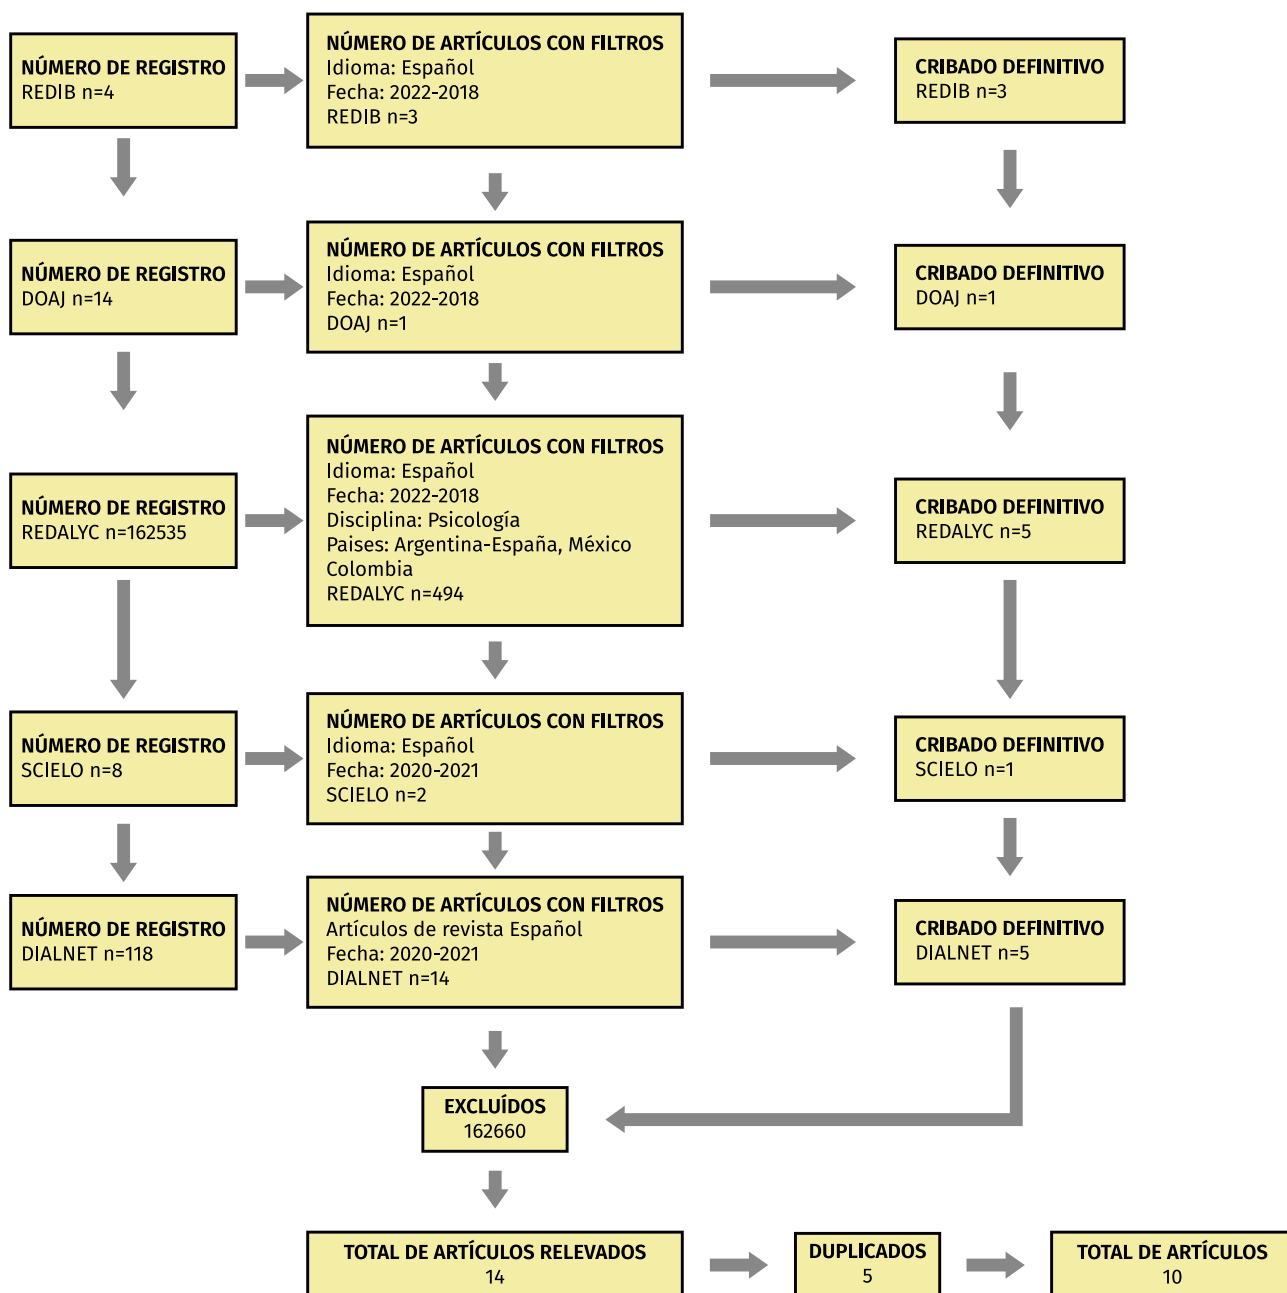 NÚMERO DE REGISTRO
REDIB n=4
NÚMERO DE ARTÍCULOS CON FILTROS
Idioma: Español
Fecha: 2022-2018
REDIB n=3
CRIBADO DEFINITIVO
REDIB n=3
NÚMERO DE REGISTRO
DOAJ n=14
NÚMERO DE ARTÍCULOS CON FILTROS
Idioma: Español
Fecha: 2022-2018
DOAJ n=1
CRIBADO DEFINITIVO
DOAJ n=1
NÚMERO DE REGISTRO
REDALYC n=162535
NÚMERO DE ARTÍCULOS CON FILTROS
Idioma: Español
Fecha: 2022-2018
Disciplina: Psicología
Paises: Argentina-España, México
Colombia
REDALYC n=494
CRIBADO DEFINITIVO
REDALYC n=5
NÚMERO DE REGISTRO
SCIELO n=8
NÚMERO DE ARTÍCULOS CON FILTROS
Idioma: Español
Fecha: 2020-2021
SCIELO n=2
CRIBADO DEFINITIVO
SCIELO n=1
NÚMERO DE REGISTRO
DIALNET n=118
NÚMERO DE ARTÍCULOS CON FILTROS
Artículos de revista Español
Fecha: 2020-2021
DIALNET n=14
CRIBADO DEFINITIVO
DIALNET n=5
EXCLUÍDOS
162660
TOTAL DE ARTÍCULOS RELEVADOS
14
DUPLICADOS
5
TOTAL DE ARTÍCULOS
10